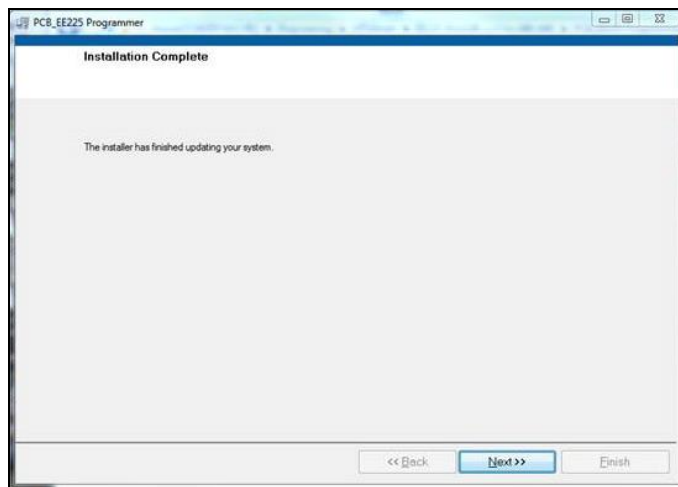 PCB_EE225 Programmer
Installation Complete
The installer has finished updating your system.
<< Back
Next >>
Finish